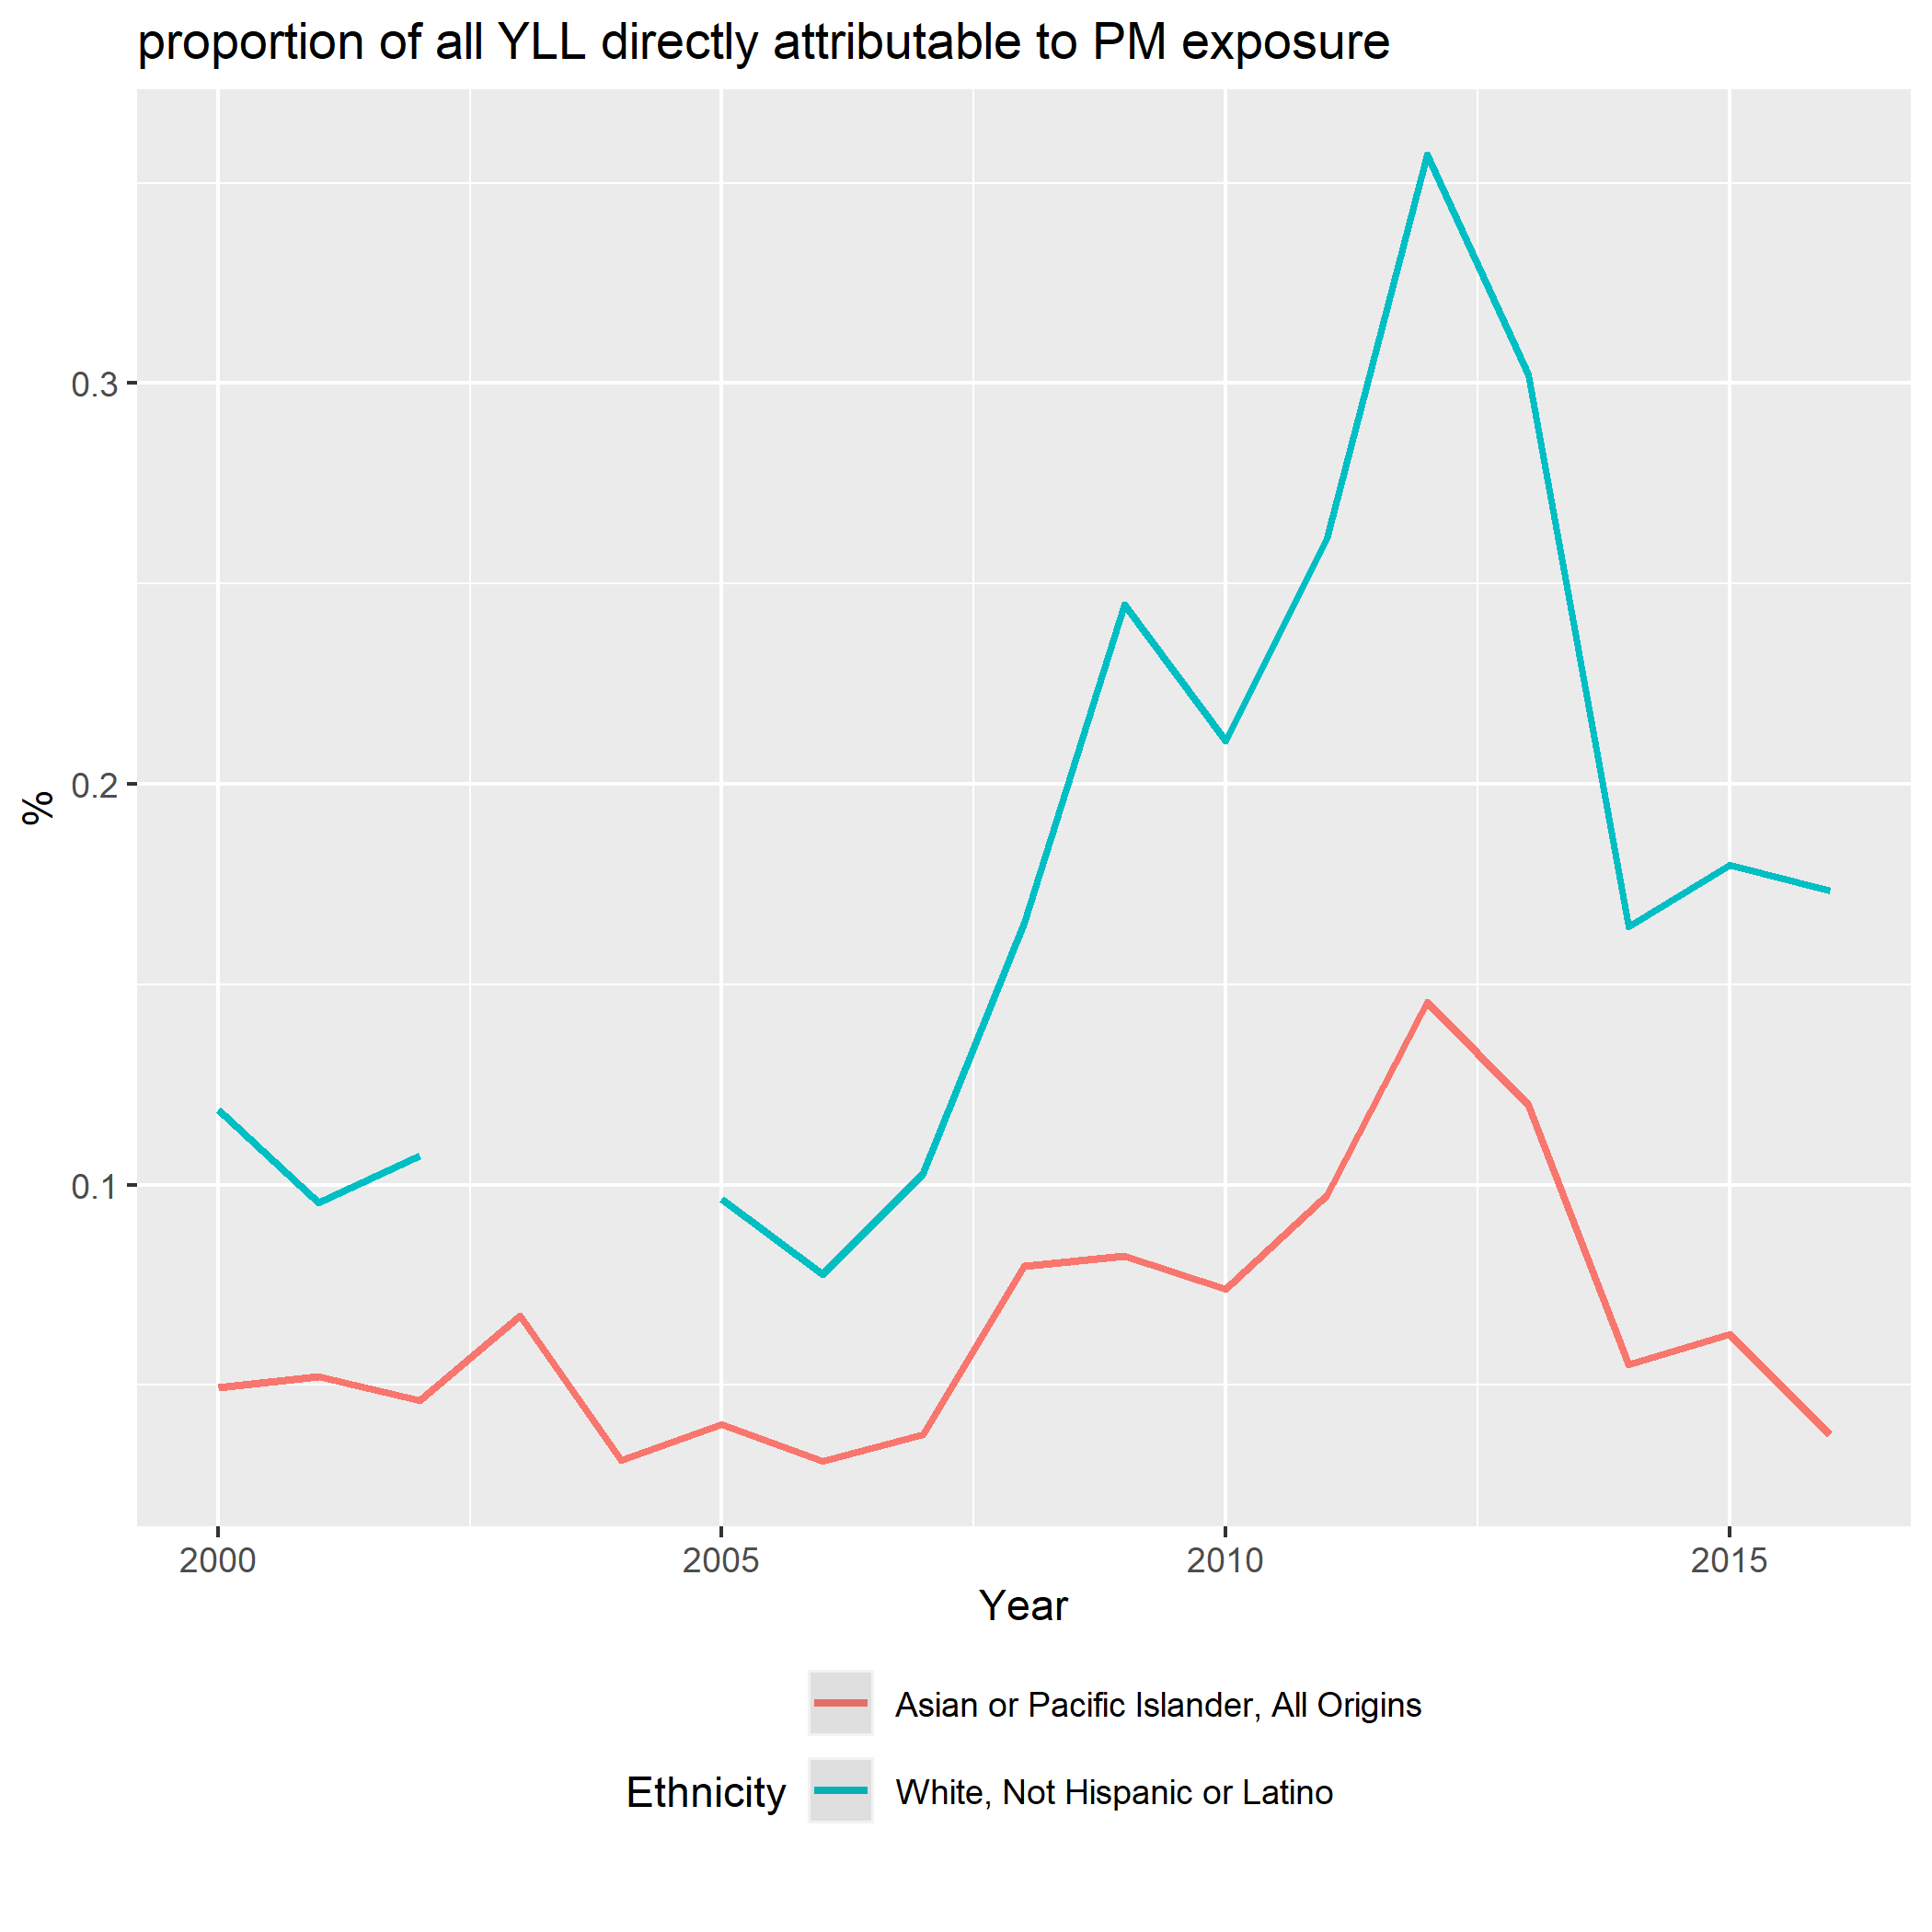 proportion of all YLL directly attributable to PM exposure
0.3
0.2
0.1
%
2000 2005 2010 2015
Year
Ethnicity
Asian or Pacific Islander, All Origins
White, Not Hispanic or Latino